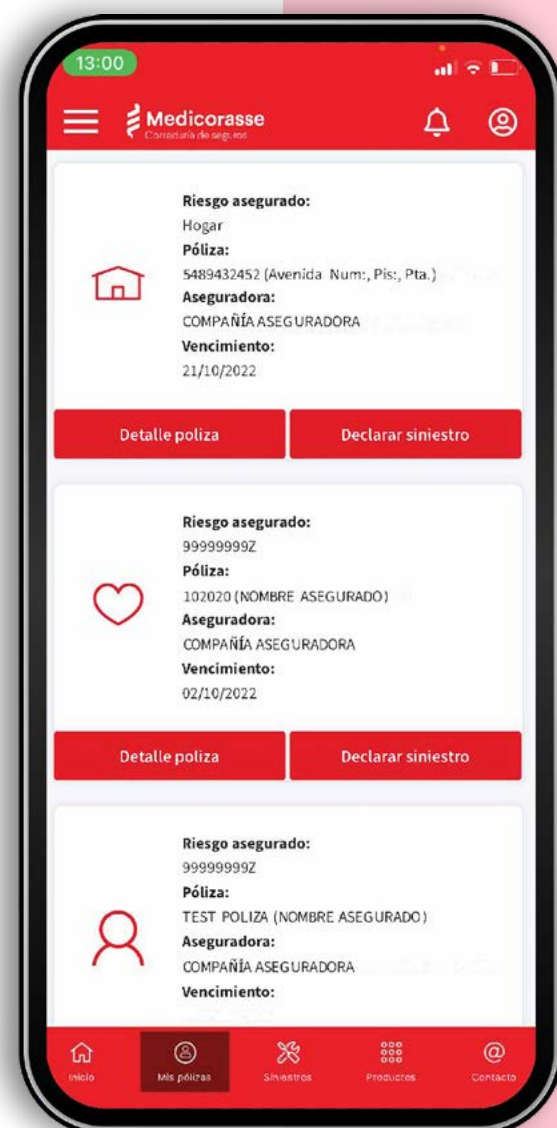 13:00
Medicorasse
Correduría de seguros
Riesgo asegurado:
Hogar
Póliza:
5489432452 (Avenida Num:, Pis:, Pta.)
Aseguradora:
COMPAÑÍA ASEGURADORA
Vencimiento:
21/10/2022
Detalle poliza Declarar siniestro
Riesgo asegurado:
99999999Z
Póliza:
102020 (NOMBRE ASEGURADO)
Aseguradora:
COMPAÑÍA ASEGURADORA
Vencimiento:
02/10/2022
Detalle poliza Declarar siniestro
Riesgo asegurado:
99999999Z
Póliza:
TEST POLIZA (NOMBRE ASEGURADO)
Aseguradora:
COMPAÑÍA ASEGURADORA
Vencimiento:
Inicio Mis pólizas Siniestros Productos Contacto